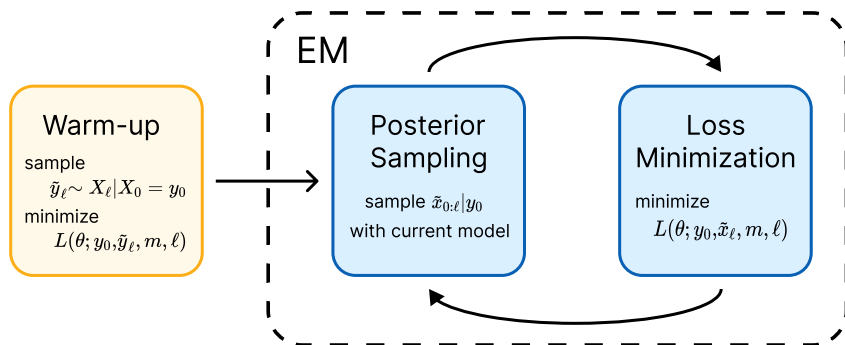 EM
Warm-up
sample
ỹ_ℓ ~ X_ℓ|X_0 = y_0
minimize
L(θ; y_0, ỹ_ℓ, m, ℓ)
Posterior
Sampling
sample x̃_{0:ℓ}|y_0
with current model
Loss
Minimization
minimize
L(θ; y_0, x̃_ℓ, m, ℓ)